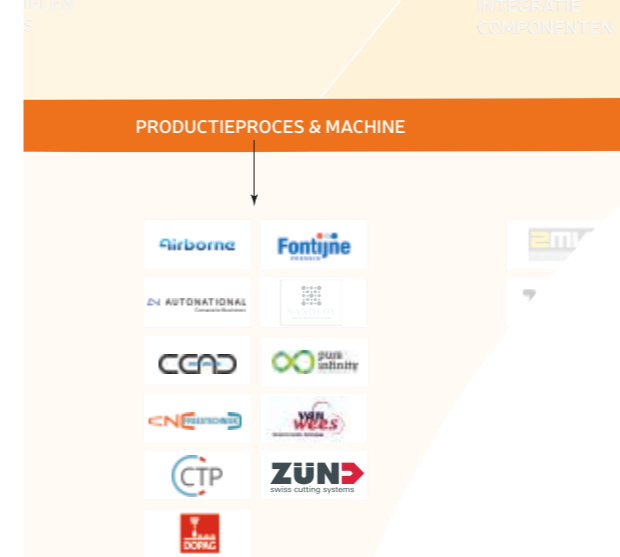 INTEGRATIE
COMPONENTEN
PRODUCTIEPROCES & MACHINE
Airborne
Fontijne
AUTONATIONAL
CEAD
pure
infinity
CNC
van
Wees
CTP
ZÜND
swiss cutting systems
DOPAG